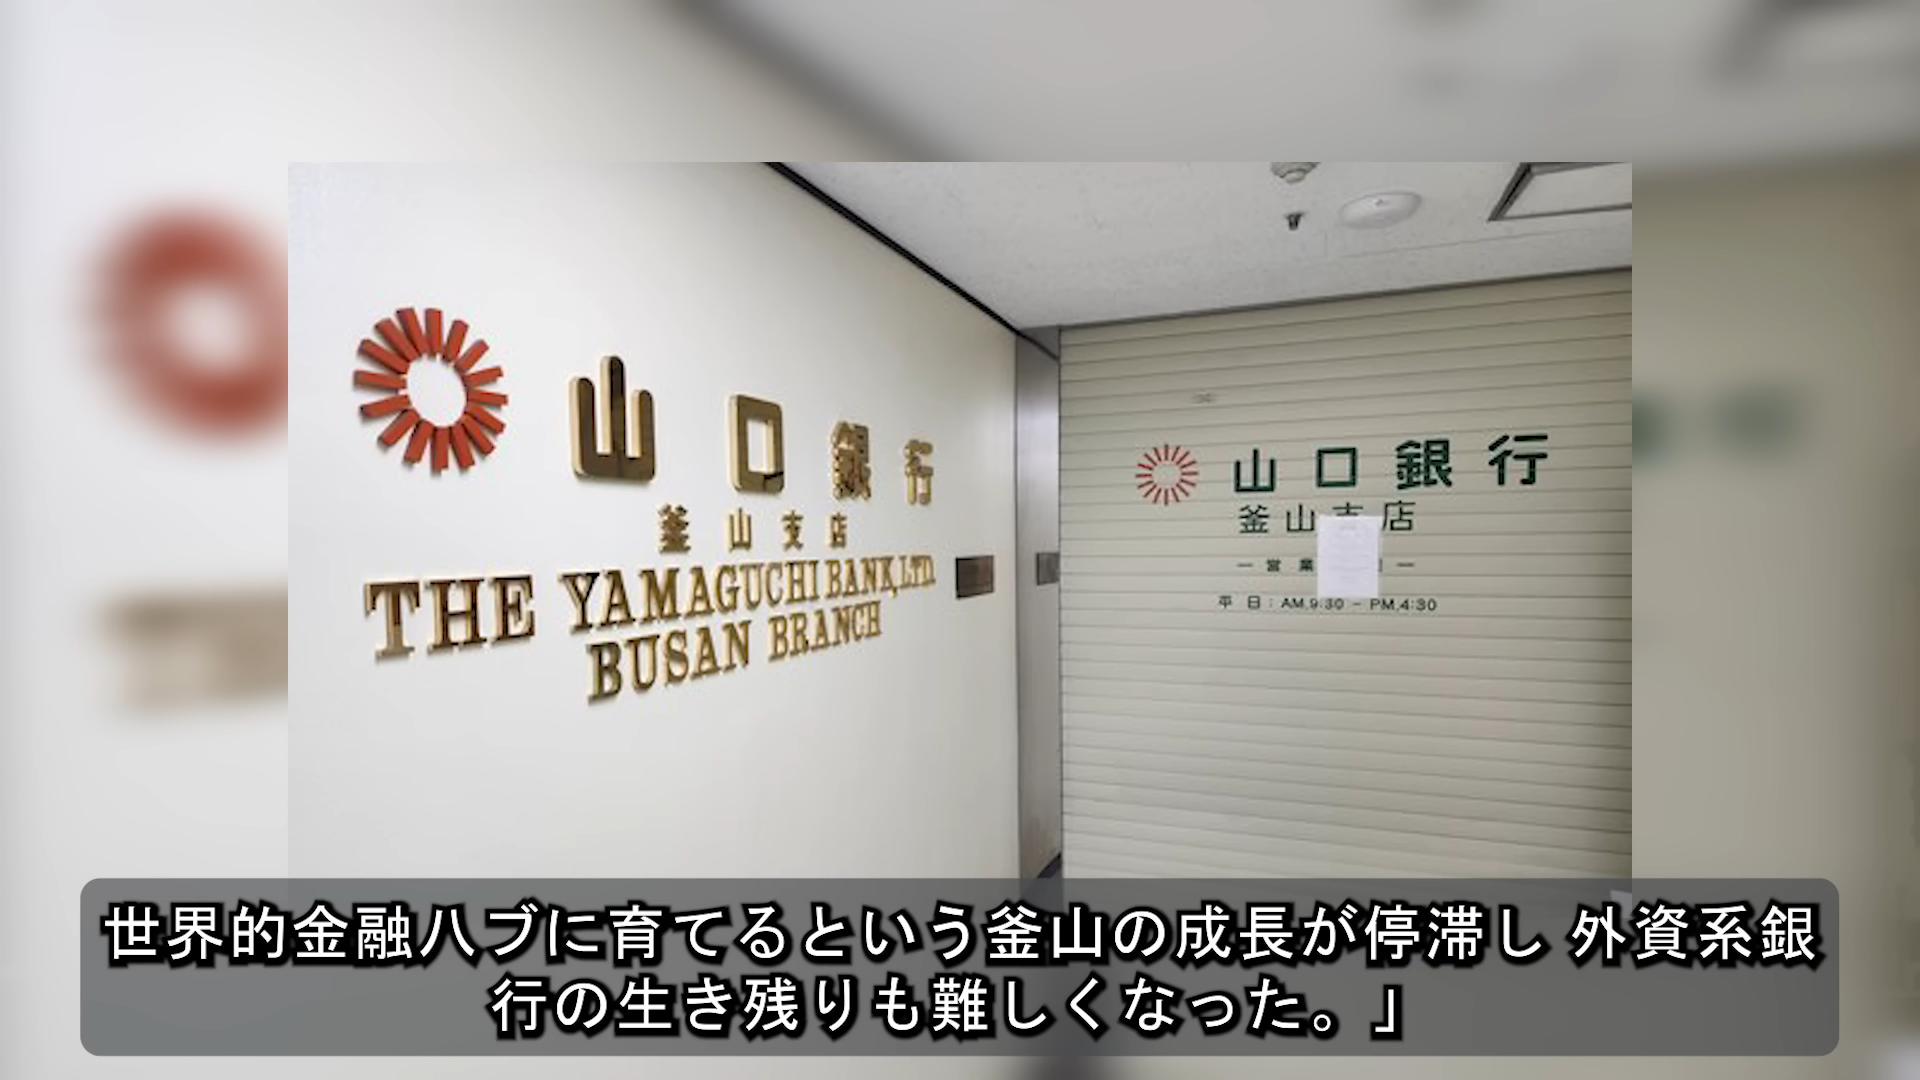 山口銀行
釜山支店
THE YAMAGUCHI BANK, LTD.
BUSAN BRANCH
山口銀行
釜山支店
営業
平日: AM.9:30 - PM.4:30
世界的金融ハブに育てるという釜山の成長が停滞し 外資系銀
行の生き残りも難しくなった。」